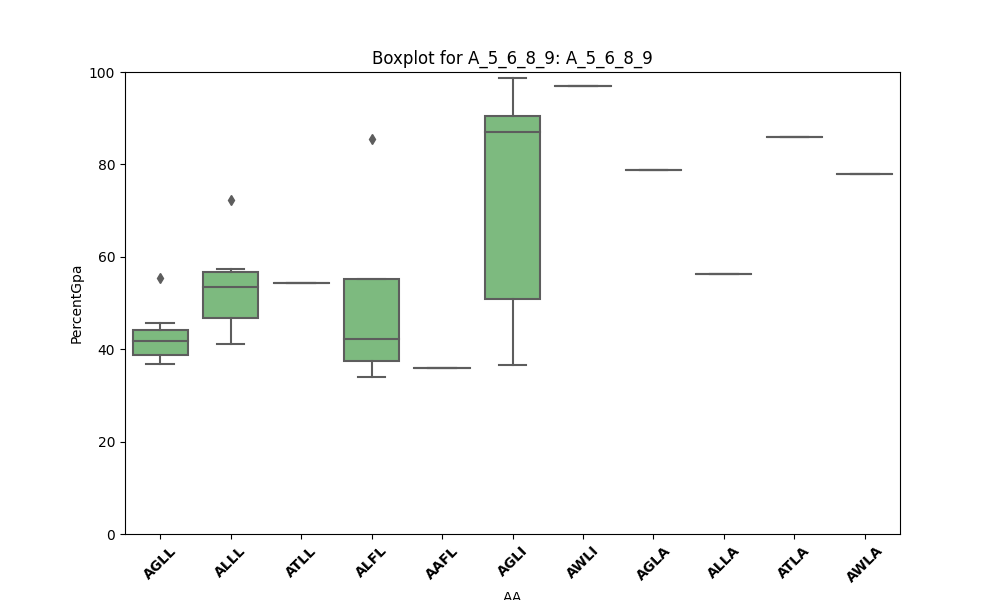 Boxplot for A_5_6_8_9: A_5_6_8_9
100
80
60
40
20
0
PercentGpa
AGLL ALLL ATLL ALFL AAFL AGLI AWLI AGLA ALLA ATLA AWLA
AA